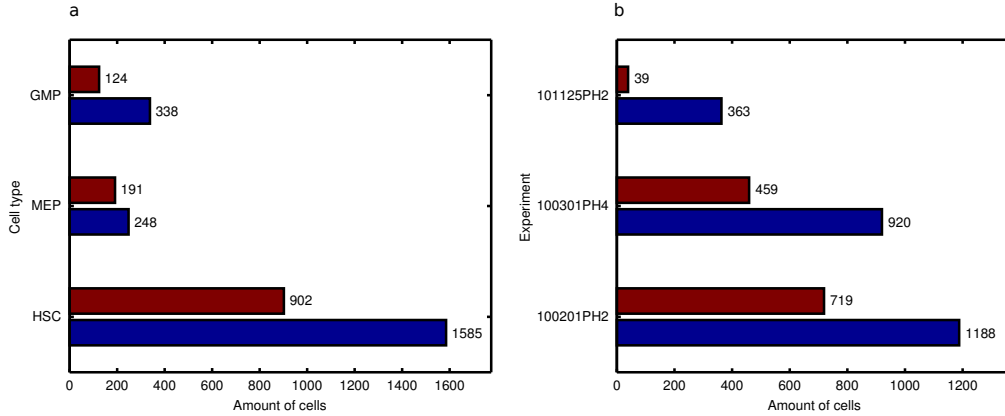 a
GMP
124
338
MEP
191
248
HSC
902
1585
Cell type
0 200 400 600 800 1000 1200 1400 1600
Amount of cells
b
101125PH2
39
363
100301PH4
459
920
100201PH2
719
1188
Experiment
0 200 400 600 800 1000 1200
Amount of cells